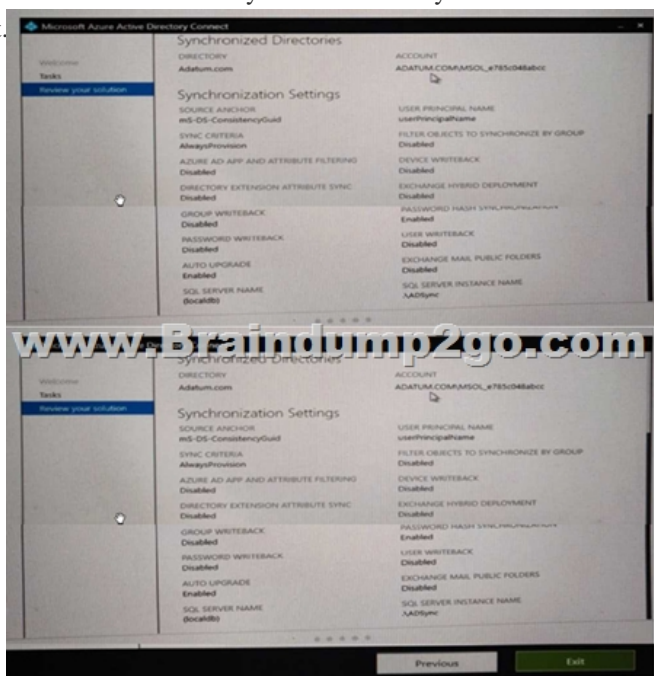 Microsoft Azure Active Directory Connect
Synchronized Directories
Welcome
Tasks
Review your solution
DIRECTORY
Adatum.com
ACCOUNT
ADATUM.COM\MSOL_e785c048abcc
Synchronization Settings
SOURCE ANCHOR
mS-DS-ConsistencyGuid
USER PRINCIPAL NAME
userPrincipalName
SYNC CRITERIA
AlwaysProvision
FILTER OBJECTS TO SYNCHRONIZE BY GROUP
Disabled
AZURE AD APP AND ATTRIBUTE FILTERING
Disabled
DEVICE WRITEBACK
Disabled
DIRECTORY EXTENSION ATTRIBUTE SYNC
Disabled
EXCHANGE HYBRID DEPLOYMENT
Disabled
GROUP WRITEBACK
Disabled
PASSWORD HASH SYNCHRONIZATION
Enabled
PASSWORD WRITEBACK
Disabled
USER WRITEBACK
Disabled
AUTO UPGRADE
Enabled
EXCHANGE MAIL PUBLIC FOLDERS
Disabled
SQL SERVER NAME
(localdb)
SQL SERVER INSTANCE NAME
.\ADSync
www.Braindump2go.com
Synchronized Directories
Welcome
Tasks
Review your solution
DIRECTORY
Adatum.com
ACCOUNT
ADATUM.COM\MSOL_e785c048abcc
Synchronization Settings
SOURCE ANCHOR
mS-DS-ConsistencyGuid
USER PRINCIPAL NAME
userPrincipalName
SYNC CRITERIA
AlwaysProvision
FILTER OBJECTS TO SYNCHRONIZE BY GROUP
Disabled
AZURE AD APP AND ATTRIBUTE FILTERING
Disabled
DEVICE WRITEBACK
Disabled
DIRECTORY EXTENSION ATTRIBUTE SYNC
Disabled
EXCHANGE HYBRID DEPLOYMENT
Disabled
GROUP WRITEBACK
Disabled
PASSWORD HASH SYNCHRONIZATION
Enabled
PASSWORD WRITEBACK
Disabled
USER WRITEBACK
Disabled
AUTO UPGRADE
Enabled
EXCHANGE MAIL PUBLIC FOLDERS
Disabled
SQL SERVER NAME
(localdb)
SQL SERVER INSTANCE NAME
.\ADSync
Previous
Exit